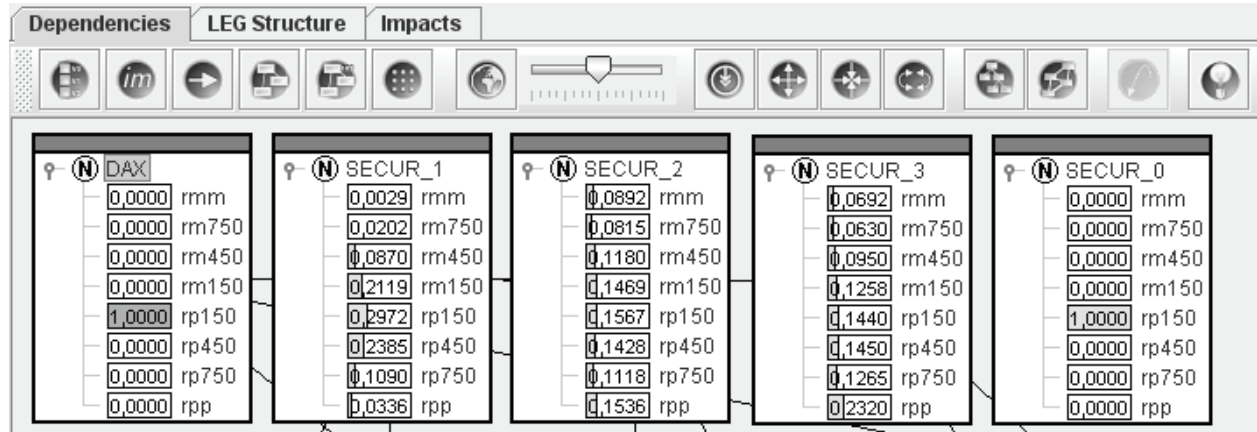 Dependencies LEG Structure Impacts
im
N DAX
0,0000 rmm
0,0000 rm750
0,0000 rm450
0,0000 rm150
1,0000 rp150
0,0000 rp450
0,0000 rp750
0,0000 rpp
N SECUR_1
0,0029 rmm
0,0202 rm750
0,0870 rm450
0,2119 rm150
0,2972 rp150
0,2385 rp450
0,1090 rp750
0,0336 rpp
N SECUR_2
0,0892 rmm
0,0815 rm750
0,1180 rm450
0,1469 rm150
0,1567 rp150
0,1428 rp450
0,1118 rp750
0,1536 rpp
N SECUR_3
0,0692 rmm
0,0630 rm750
0,0950 rm450
0,1258 rm150
0,1440 rp150
0,1450 rp450
0,1265 rp750
0,2320 rpp
N SECUR_0
0,0000 rmm
0,0000 rm750
0,0000 rm450
0,0000 rm150
1,0000 rp150
0,0000 rp450
0,0000 rp750
0,0000 rpp